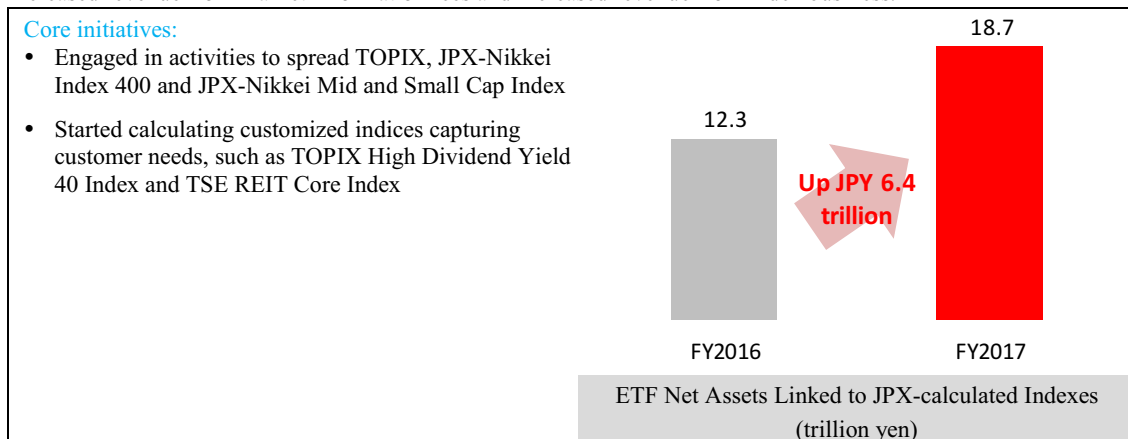 Core initiatives:
• Engaged in activities to spread TOPIX, JPX-Nikkei
Index 400 and JPX-Nikkei Mid and Small Cap Index
• Started calculating customized indices capturing
customer needs, such as TOPIX High Dividend Yield
40 Index and TSE REIT Core Index
18.7
12.3
Up JPY 6.4
trillion
FY2016
FY2017
ETF Net Assets Linked to JPX-calculated Indexes
(trillion yen)